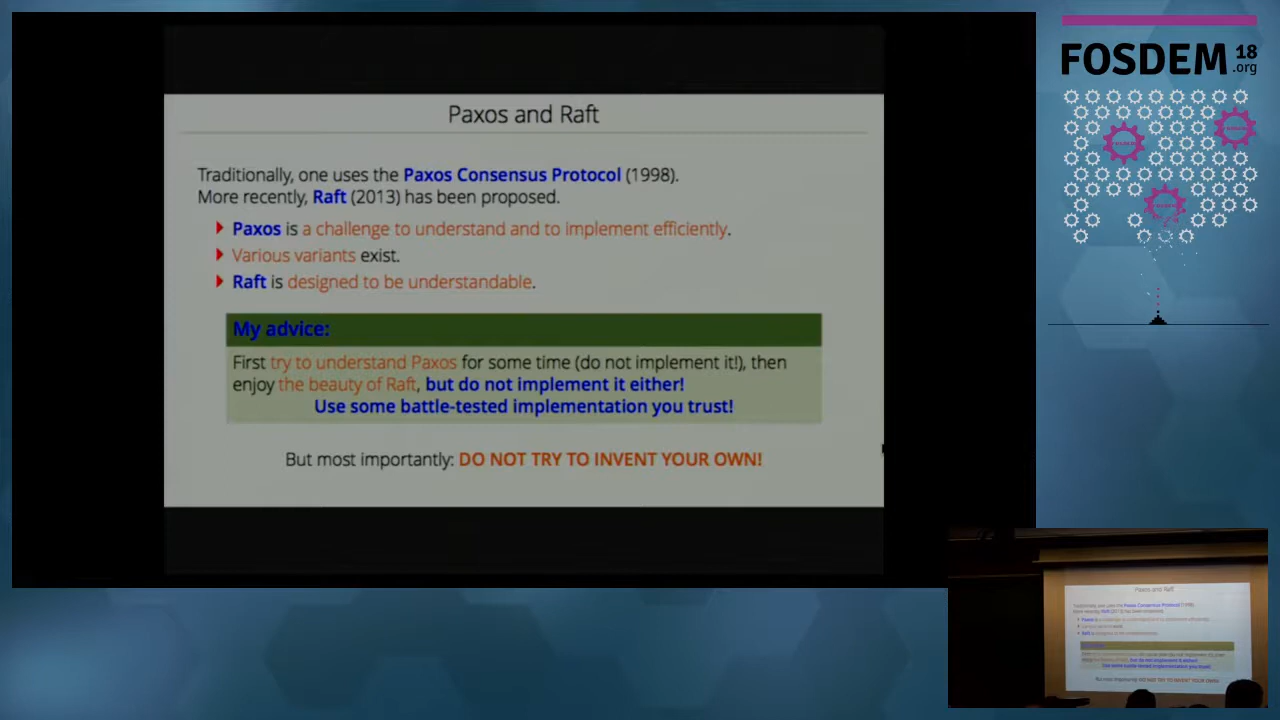 Paxos and Raft
Traditionally, one uses the Paxos Consensus Protocol (1998).
More recently, Raft (2013) has been proposed.
Paxos is a challenge to understand and to implement efficiently.
Various variants exist.
Raft is designed to be understandable.
My advice:
First try to understand Paxos for some time (do not implement it!), then
enjoy the beauty of Raft, but do not implement it either!
Use some battle-tested implementation you trust!
But most importantly: DO NOT TRY TO INVENT YOUR OWN!
FOSDEM 18
.org
Paxos and Raft